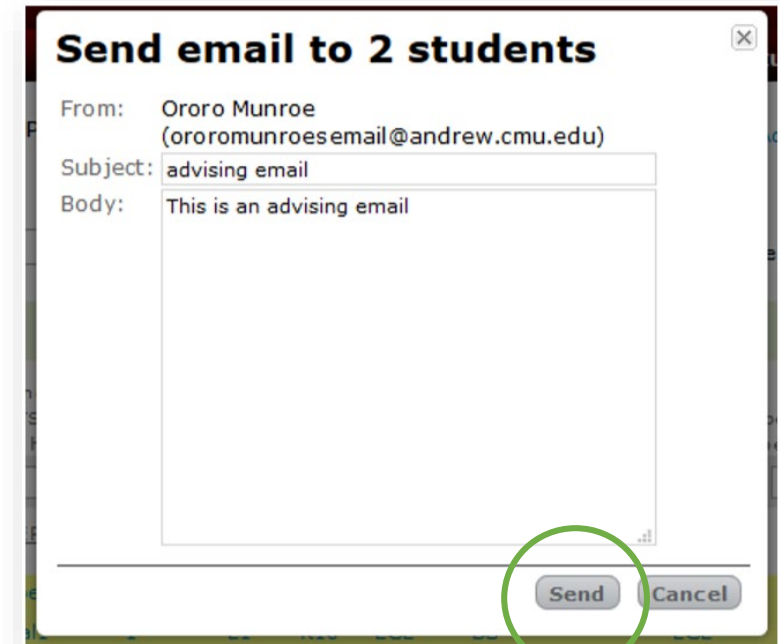 Send email to 2 students
From: Ororo Munroe
(ororomunroesemail@andrew.cmu.edu)
Subject: advising email
Body: This is an advising email
Send Cancel